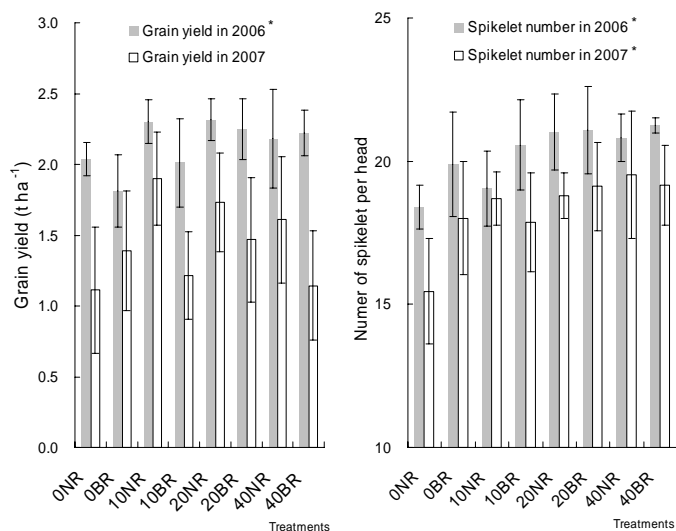 Grain yield in 2006 *
Grain yield in 2007
Grain yield (t ha-1)
3.0
2.5
2.0
1.5
1.0
0.5
0.0
0NR
0BR
10NR
10BR
20NR
20BR
40NR
40BR
Treatments
Spikelet number in 2006 *
Spikelet number in 2007 *
Numer of spikelet per head
25
20
15
10
0NR
0BR
10NR
10BR
20NR
20BR
40NR
40BR
Treatments